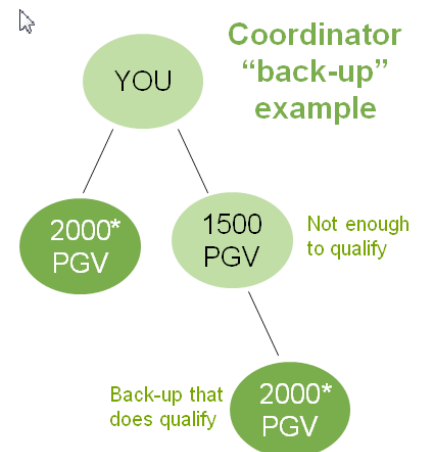 Coordinator
“back-up”
example
YOU
2000*
PGV
1500
PGV
Not enough
to qualify
Back-up that
does qualify
2000*
PGV